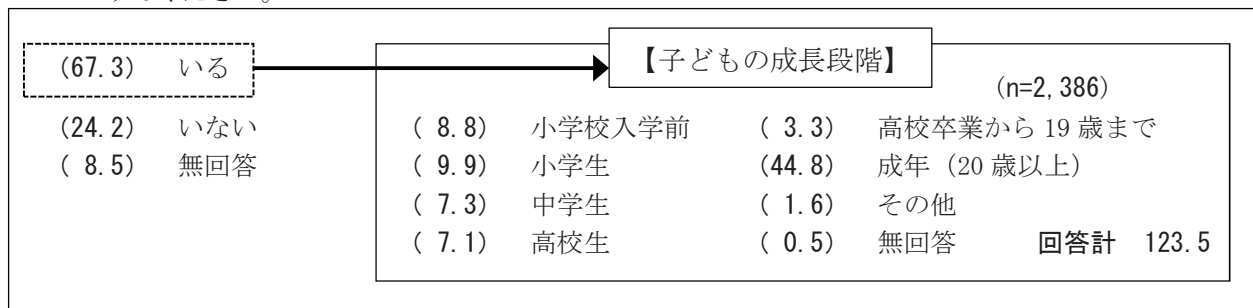 【子どもの成長段階】
(67.3) いる
(n=2,386)
(24.2) いない
( 8.5) 無回答
( 8.8) 小学校入学前 ( 3.3) 高校卒業から 19 歳まで
( 9.9) 小学生 (44.8) 成年（20 歳以上）
( 7.3) 中学生 ( 1.6) その他
( 7.1) 高校生 ( 0.5) 無回答 回答計 123.5